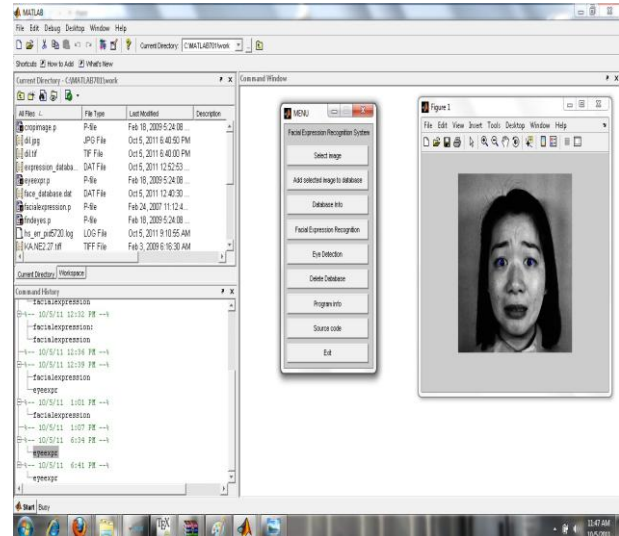 MATLAB
File Edit Debug Desktop Window Help
Current Directory: C:\MATLAB701\work
Shortcuts How to Add What's New
Current Directory - C:\MATLAB701\work
All Files File Type Last Modified Description
cropimage.p P-file Feb 18, 2009 5:24:08 ...
dil.jpg JPG File Oct 5, 2011 6:40:50 PM
dil.tif TIF File Oct 5, 2011 6:40:00 PM
expression_databa... DAT File Oct 5, 2011 12:52:53 ...
eyeexpr.p P-file Feb 18, 2009 5:24:08 ...
face_database.dat DAT File Oct 5, 2011 12:40:30 ...
facialexpression.p P-file Feb 24, 2007 11:12:4...
findeyes.p P-file Feb 18, 2009 5:24:08 ...
hs_err_pid5720.log LOG File Oct 5, 2011 9:10:55 AM
KA.NE2.27.tiff TIFF File Feb 3, 2009 6:16:30 AM
Current Directory Workspace
Command History
facialexpression
%-- 10/5/11 12:32 PM --%
facialexpression;
facialexpression
%-- 10/5/11 12:36 PM --%
%-- 10/5/11 12:39 PM --%
facialexpression
eyeexpr
%-- 10/5/11 1:01 PM --%
facialexpression
%-- 10/5/11 1:07 PM --%
%-- 10/5/11 6:34 PM --%
eyeexpr
%-- 10/5/11 6:41 PM --%
eyeexpr
Command Window
MENU
Facial Expression Recognition System
Select image
Add selected image to database
Database Info
Facial Expression Recognition
Eye Detection
Delete Database
Program info
Source code
Exit
Figure 1
File Edit View Insert Tools Desktop Window Help
Start Busy
TEX
11:47 AM
10/5/2011